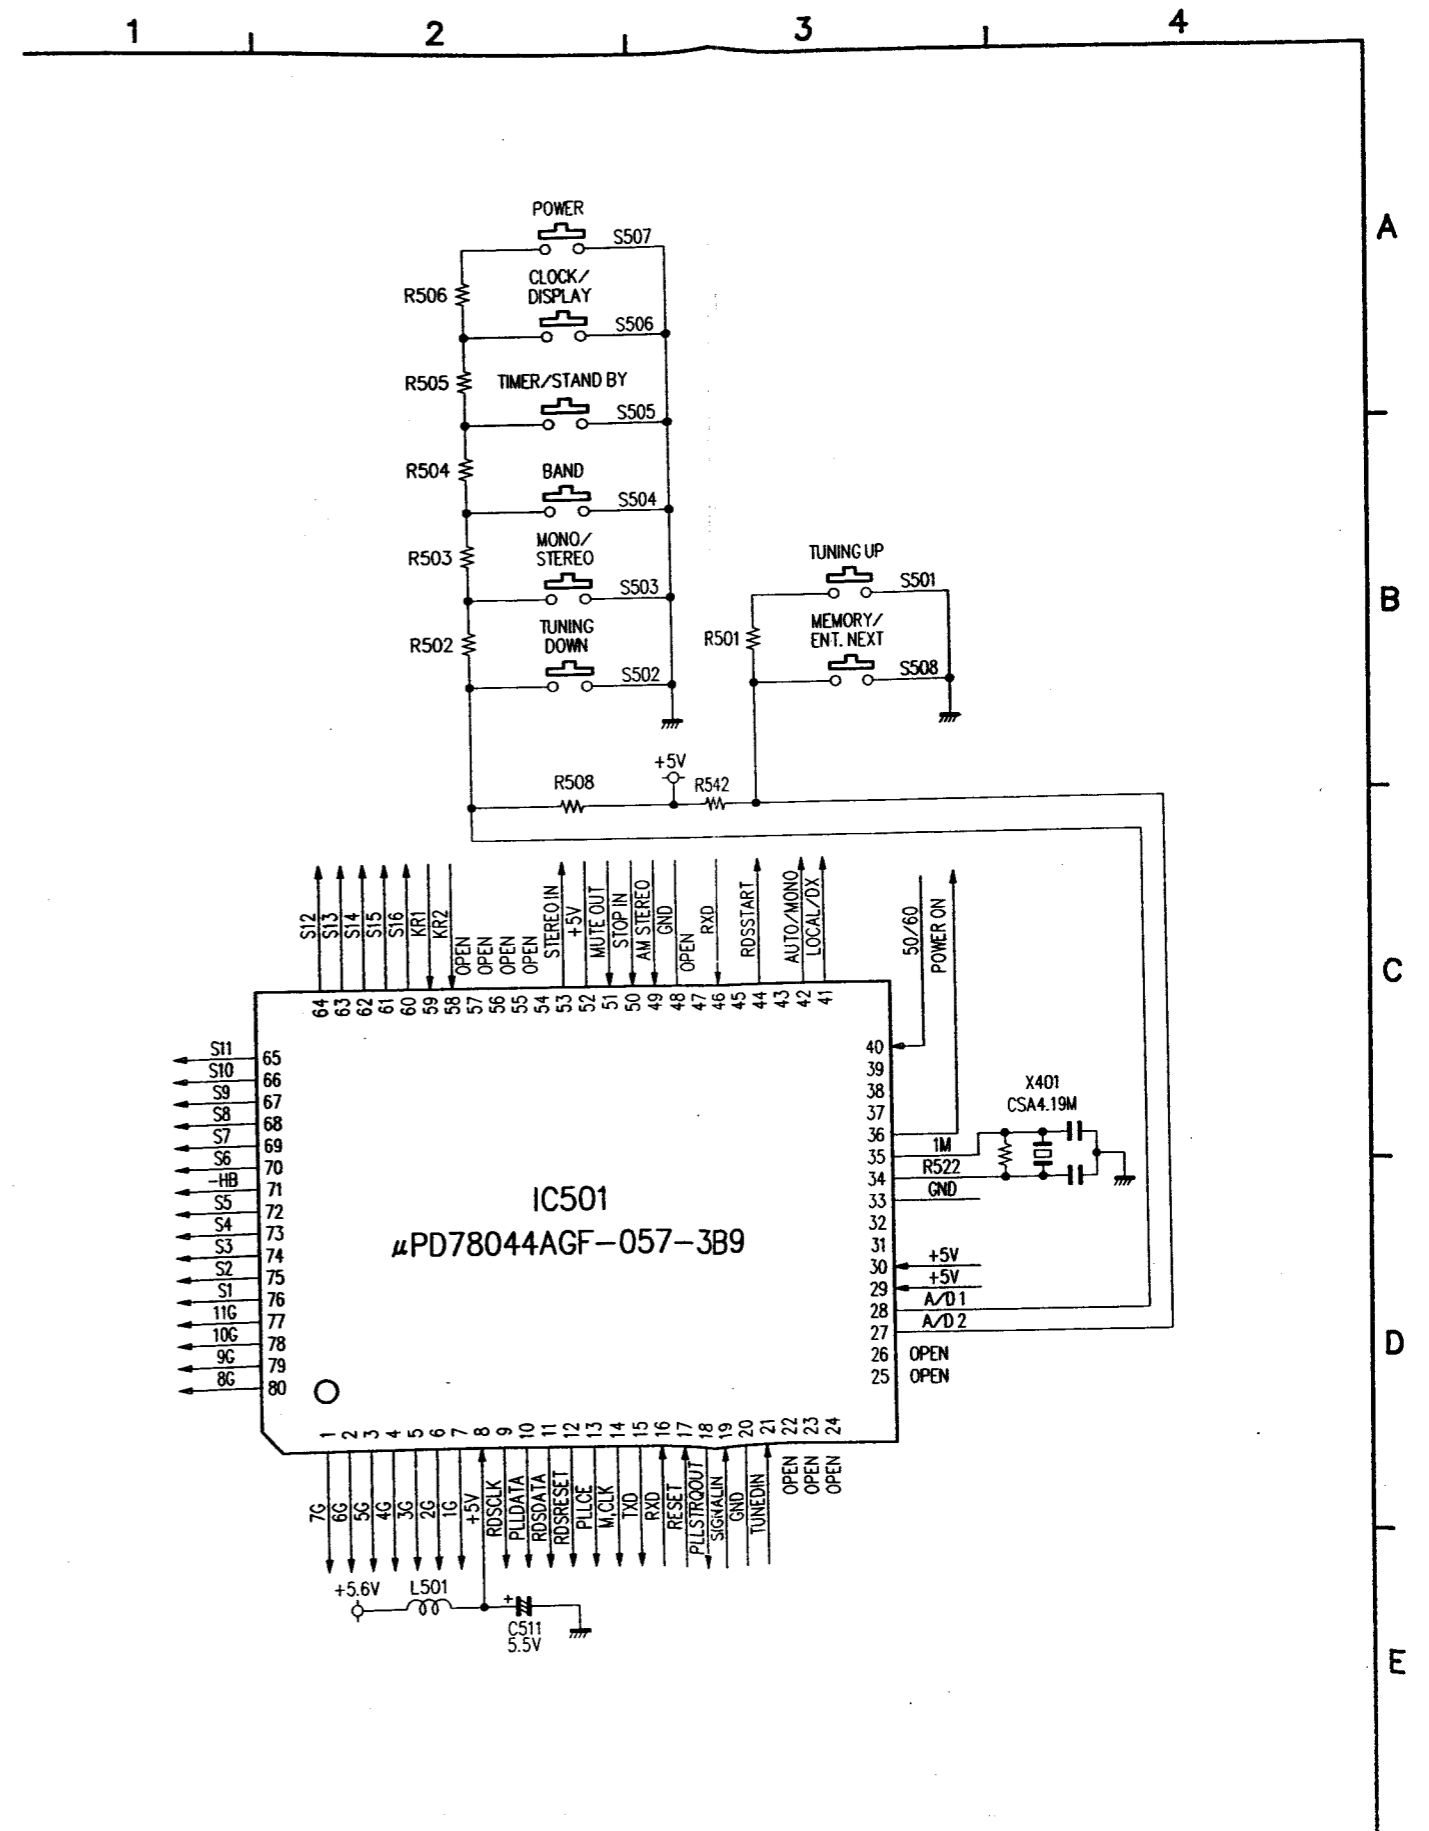 1 2 3 4
A
POWER
S507
CLOCK/
DISPLAY
R506
S506
R505
TIMER/STAND BY
S505
R504
BAND
S504
MONO/
STEREO
R503
S503
TUNING
DOWN
R502
S502
TUNING UP
S501
B
R501
MEMORY/
ENT. NEXT
S508
+5V
R508
R542
S12
S13
S14
S15
S16
KR1
KR2
OPEN
OPEN
OPEN
OPEN
STEREO IN
+5V
MUTE OUT
STOP IN
AM STEREO
GND
OPEN
RXD
RDSSTART
AUTO/MONO
LOCAL/DX
50/60
POWER ON
C
64 63 62 61 60 59 58 57 56 55 54 53 52 51 50 49 48 47 46 45 44 43 42 41
S11 65
S10 66
S9 67
S8 68
S7 69
S6 70
-HB 71
S5 72
S4 73
S3 74
S2 75
S1 76
11G 77
10G 78
9G 79
8G 80
IC501
µPD78044AGF-057-3B9
40
39
38
37
36
35 1M
34 R522
33 GND
32
31
30 +5V
29 +5V
28 A/D 1
27 A/D 2
26 OPEN
25 OPEN
X401
CSA4.19M
D
1 2 3 4 5 6 7 8 9 10 11 12 13 14 15 16 17 18 19 20 21 22 23 24
7G
6G
5G
4G
3G
2G
1G
+5V
RDSCLK
PLLDATA
RDSDATA
RDSRESET
PLLCE
M,CLK
TXD
RXD
RESET
PLLSTRQOUT
SIGNALIN
GND
TUNEDIN
OPEN
OPEN
OPEN
+5.6V
L501
+
C511
5.5V
E